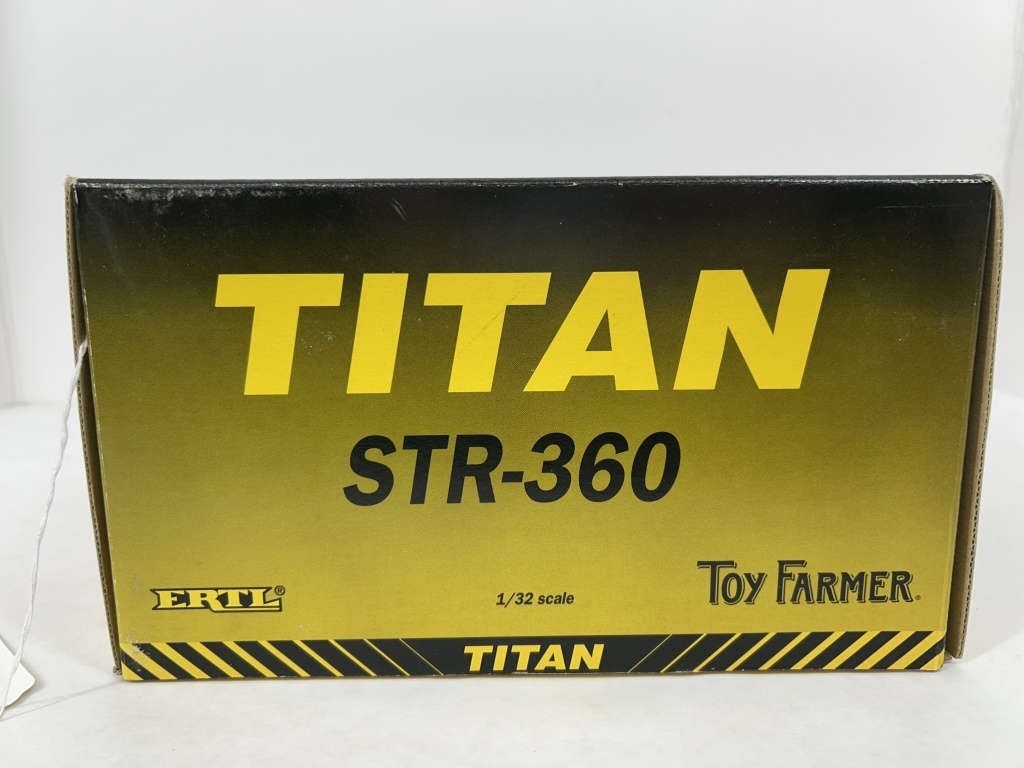 TITAN
STR-360
ERTL®
1/32 scale
TOY FARMER®
TITAN